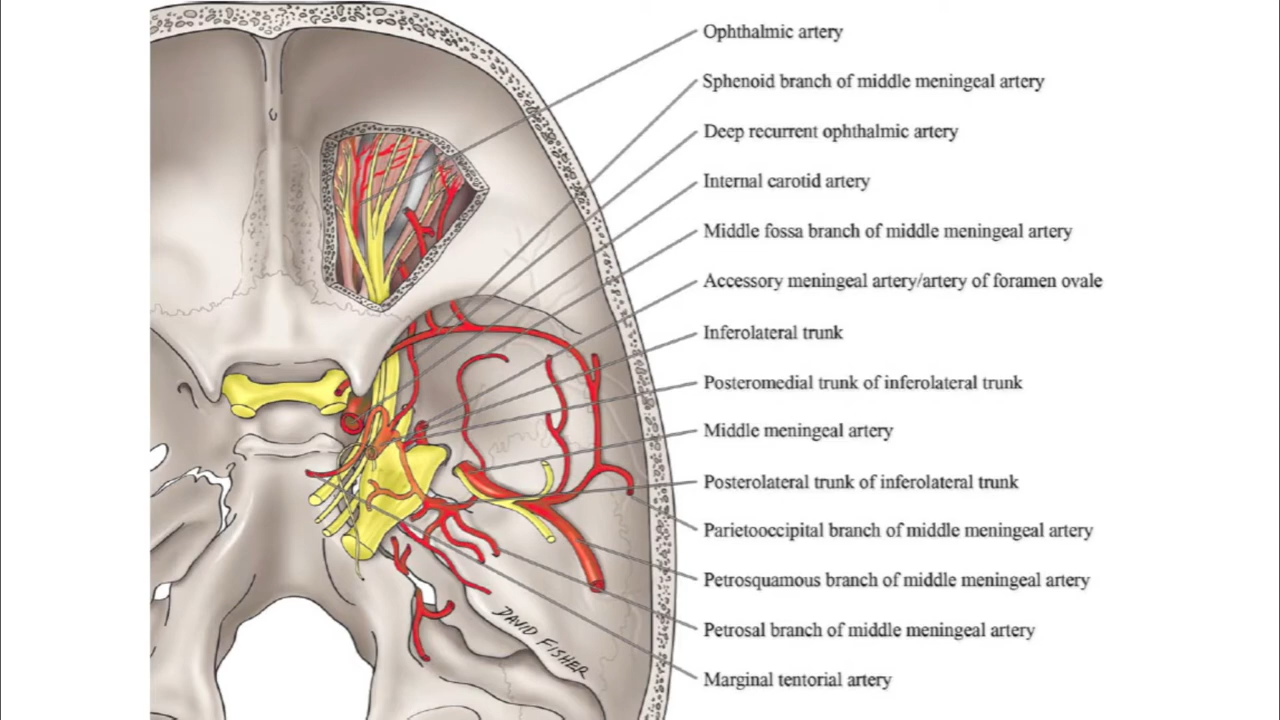 Ophthalmic artery
Sphenoid branch of middle meningeal artery
Deep recurrent ophthalmic artery
Internal carotid artery
Middle fossa branch of middle meningeal artery
Accessory meningeal artery/artery of foramen ovale
Inferolateral trunk
Posteromedial trunk of inferolateral trunk
Middle meningeal artery
Posterolateral trunk of inferolateral trunk
Parietooccipital branch of middle meningeal artery
Petrosquamous branch of middle meningeal artery
Petrosal branch of middle meningeal artery
Marginal tentorial artery
DAVID FISHER